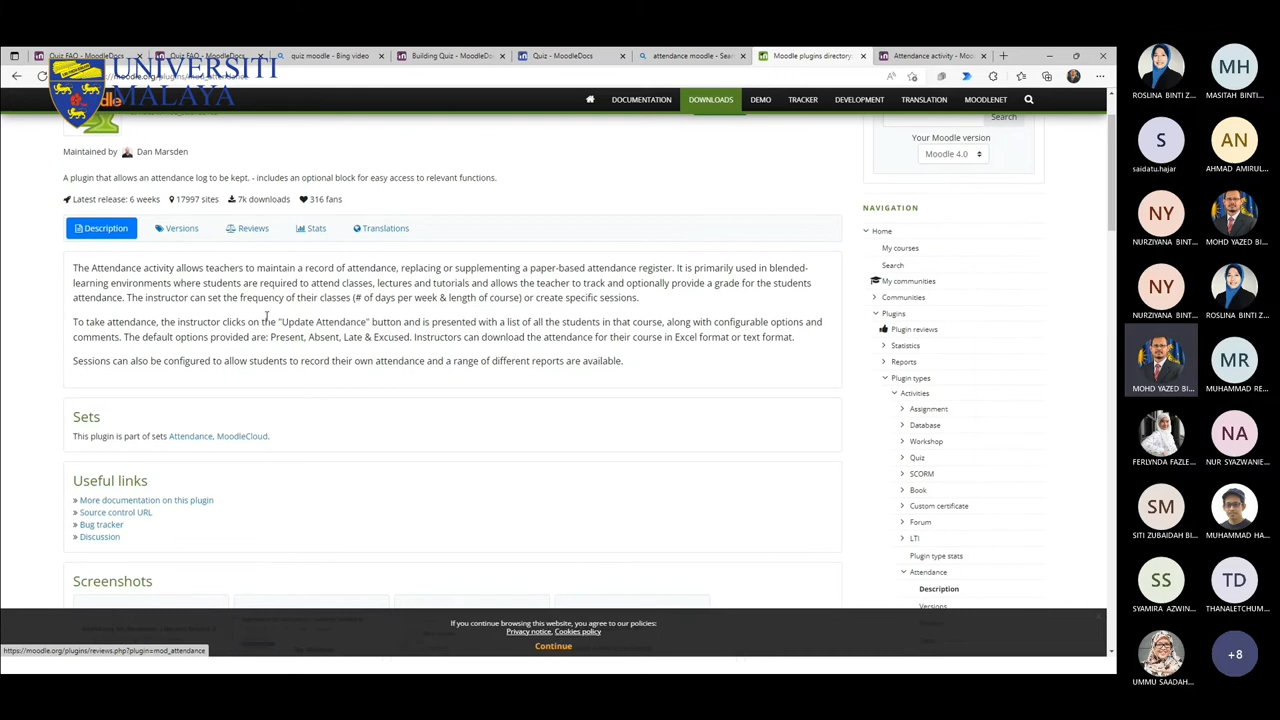 Quiz FAQ - MoodleDocs
Quiz FAQ - MoodleDocs
quiz moodle - Bing video
Building Quiz - MoodleDocs
Quiz - MoodleDocs
attendance moodle - Sea
Moodle plugins directory
Attendance activity - Mo
UNIVERSITI
MALAYA
DOCUMENTATION
DOWNLOADS
DEMO
TRACKER
DEVELOPMENT
TRANSLATION
MOODLENET
Search
Your Moodle version
Moodle 4.0
Maintained by Dan Marsden
A plugin that allows an attendance log to be kept. - includes an optional block for easy access to relevant functions.
Latest release: 6 weeks 17997 sites 7k downloads 316 fans
Description Versions Reviews Stats Translations
The Attendance activity allows teachers to maintain a record of attendance, replacing or supplementing a paper-based attendance register. It is primarily used in blended-
learning environments where students are required to attend classes, lectures and tutorials and allows the teacher to track and optionally provide a grade for the students
attendance. The instructor can set the frequency of their classes (# of days per week & length of course) or create specific sessions.
To take attendance, the instructor clicks on the "Update Attendance" button and is presented with a list of all the students in that course, along with configurable options and
comments. The default options provided are: Present, Absent, Late & Excused. Instructors can download the attendance for their course in Excel format or text format.
Sessions can also be configured to allow students to record their own attendance and a range of different reports are available.
Sets
This plugin is part of sets Attendance, MoodleCloud.
Useful links
» More documentation on this plugin
» Source control URL
» Bug tracker
» Discussion
Screenshots
NAVIGATION
Home
My courses
Search
My communities
Communities
Plugins
Plugin reviews
Statistics
Reports
Plugin types
Activities
Assignment
Database
Workshop
Quiz
SCORM
Book
Custom certificate
Forum
LTI
Plugin type stats
Attendance
Description
Versions
If you continue browsing this website, you agree to our policies:
Privacy notice, Cookies policy
Continue
https://moodle.org/plugins/reviews.php?plugin=mod_attendance
ROSLINA BINTI Z...
MH
MASITAH BINTI...
S
saidatu.hajar
AN
AHMAD AMIRUL...
NY
NURZIYANA BINT...
MOHD YAZED BI...
NY
NURZIYANA BINT...
ROSLINA BINTI Z...
MOHD YAZED BI...
MR
MUHAMMAD RE...
FERLYNDA FAZLE...
NA
NUR SYAZWANIE...
SM
SITI ZUBAIDAH BI...
MUHAMMAD HA...
SS
SYAMIRA AZWIN...
TD
THANALETCHUM...
UMMU SAADAH...
+8